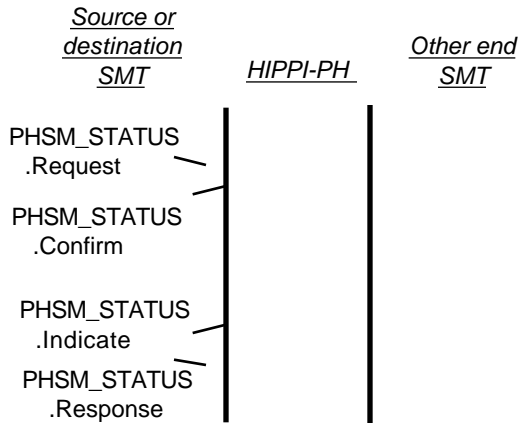 Source or
destination
SMT
HIPPI-PH
Other end
SMT
PHSM_STATUS
.Request
PHSM_STATUS
.Confirm
PHSM_STATUS
.Indicate
PHSM_STATUS
.Response